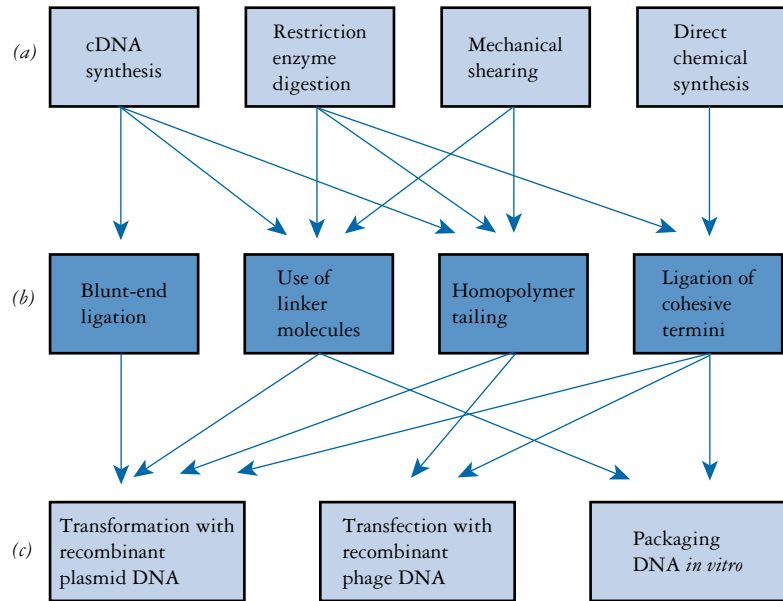 (a)
cDNA
synthesis
Restriction
enzyme
digestion
Mechanical
shearing
Direct
chemical
synthesis
(b)
Blunt-end
ligation
Use of
linker
molecules
Homopolymer
tailing
Ligation of
cohesive
termini
(c)
Transformation with
recombinant
plasmid DNA
Transfection with
recombinant
phage DNA
Packaging
DNA in vitro